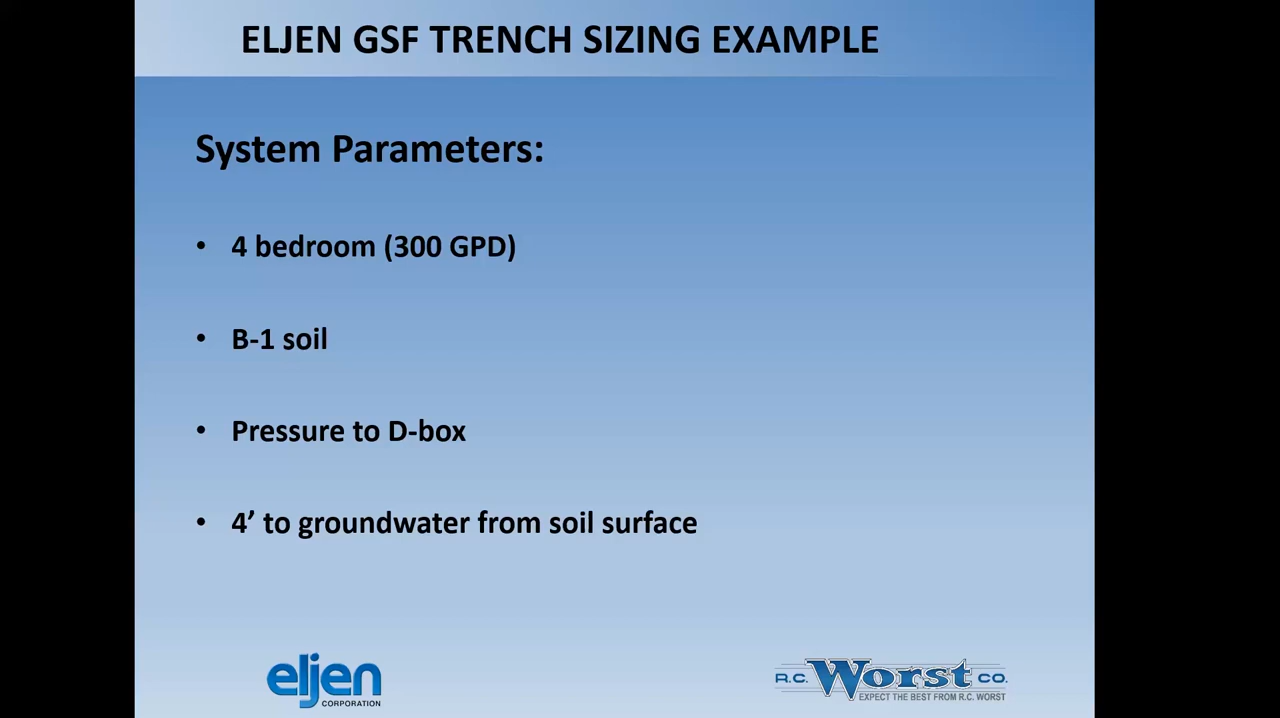 ELJEN GSF TRENCH SIZING EXAMPLE
System Parameters:
• 4 bedroom (300 GPD)
• B-1 soil
• Pressure to D-box
• 4’ to groundwater from soil surface
eljen
CORPORATION
R.C. Worst CO.
EXPECT THE BEST FROM R.C. WORST